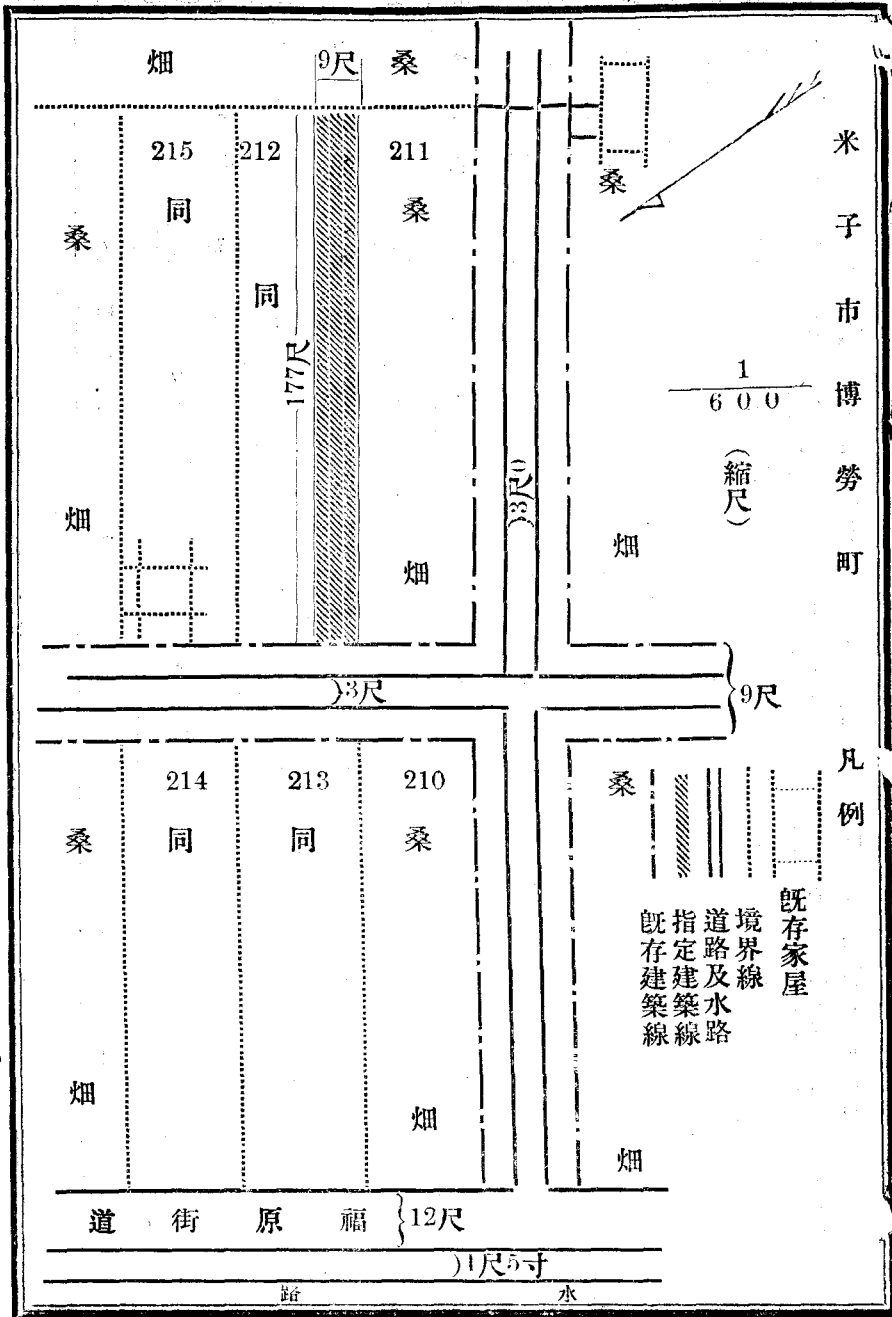 米子市博勞町
1
600
(縮尺)
凡例
既存家屋
境界線
道路及水路
指定建築線
既存建築線
畑
9尺
桑
215
同
212
同
211
桑
桑
桑
177尺
3尺0
畑
畑
畑
3尺
9尺
214
同
213
同
210
桑
桑
桑
畑
畑
畑
福原街道
12尺
1尺5寸
水路